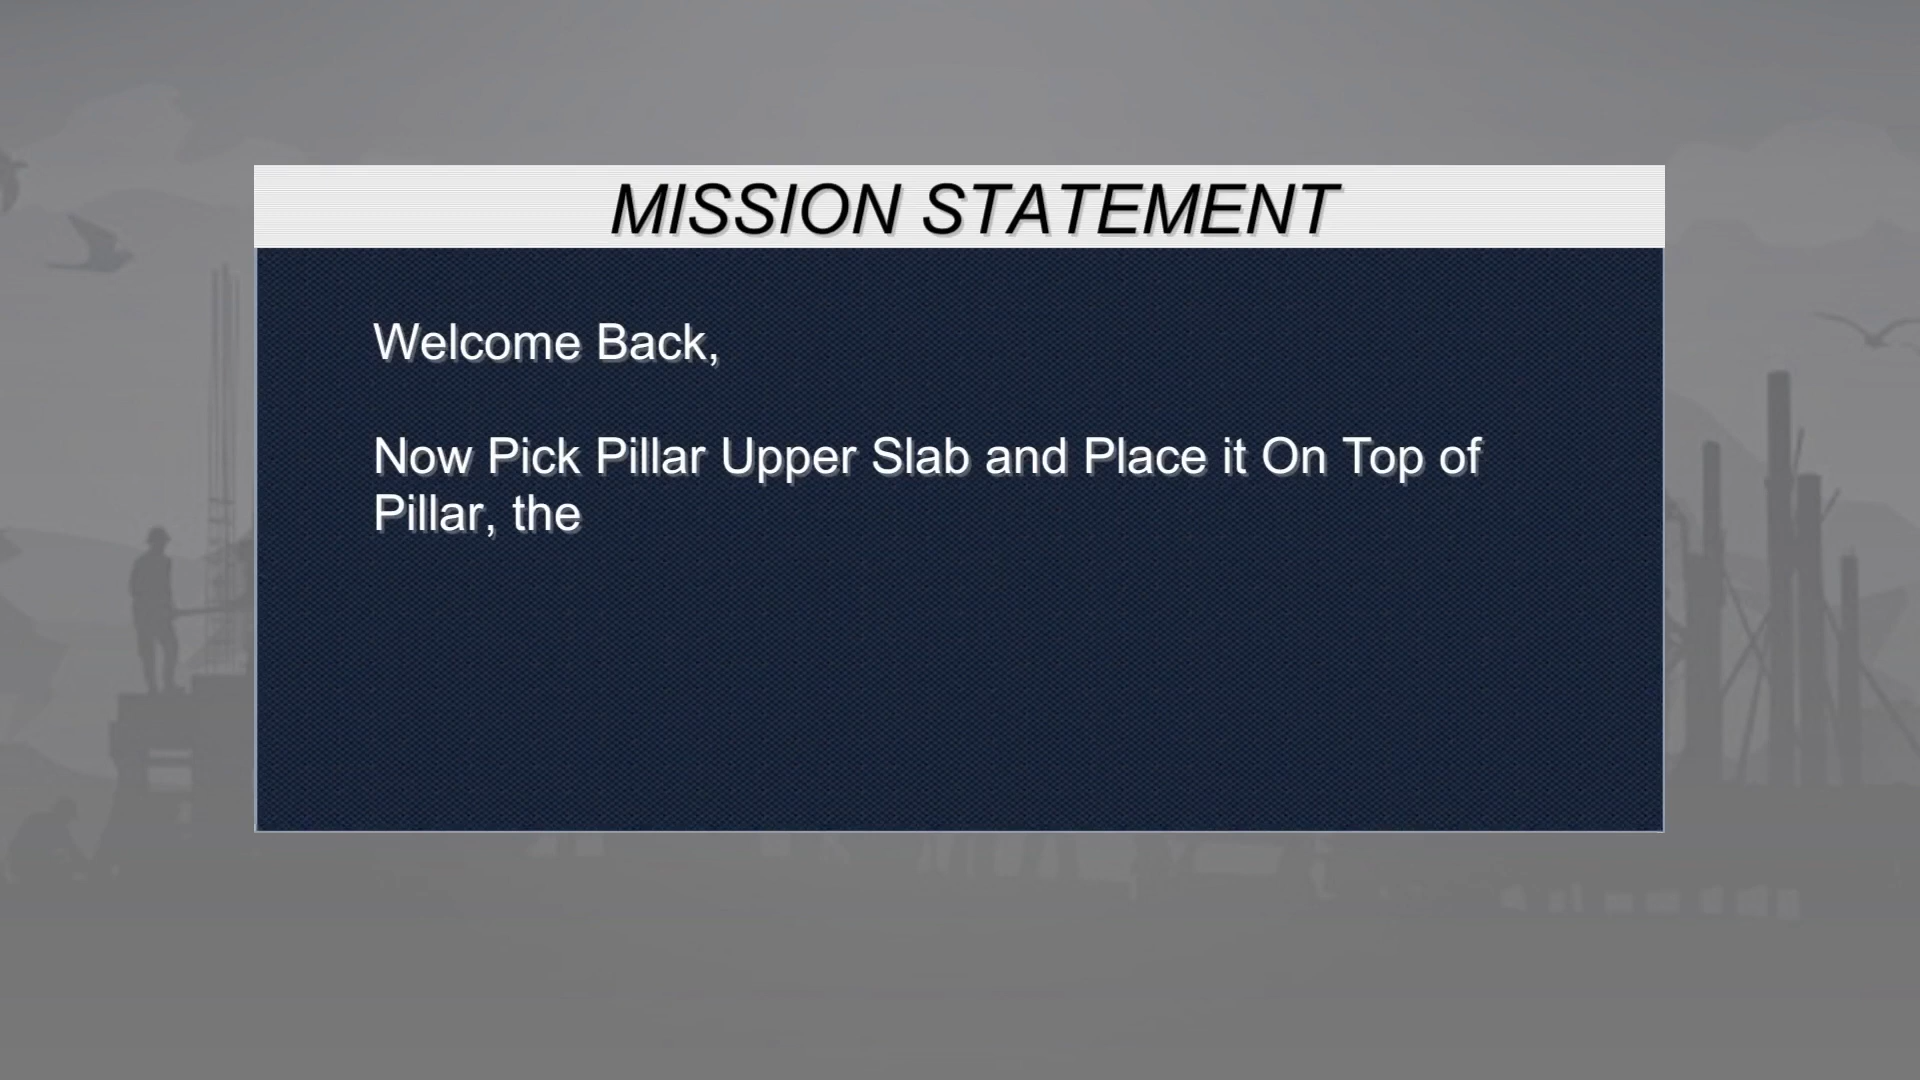 MISSION STATEMENT
Welcome Back,
Now Pick Pillar Upper Slab and Place it On Top of
Pillar, the